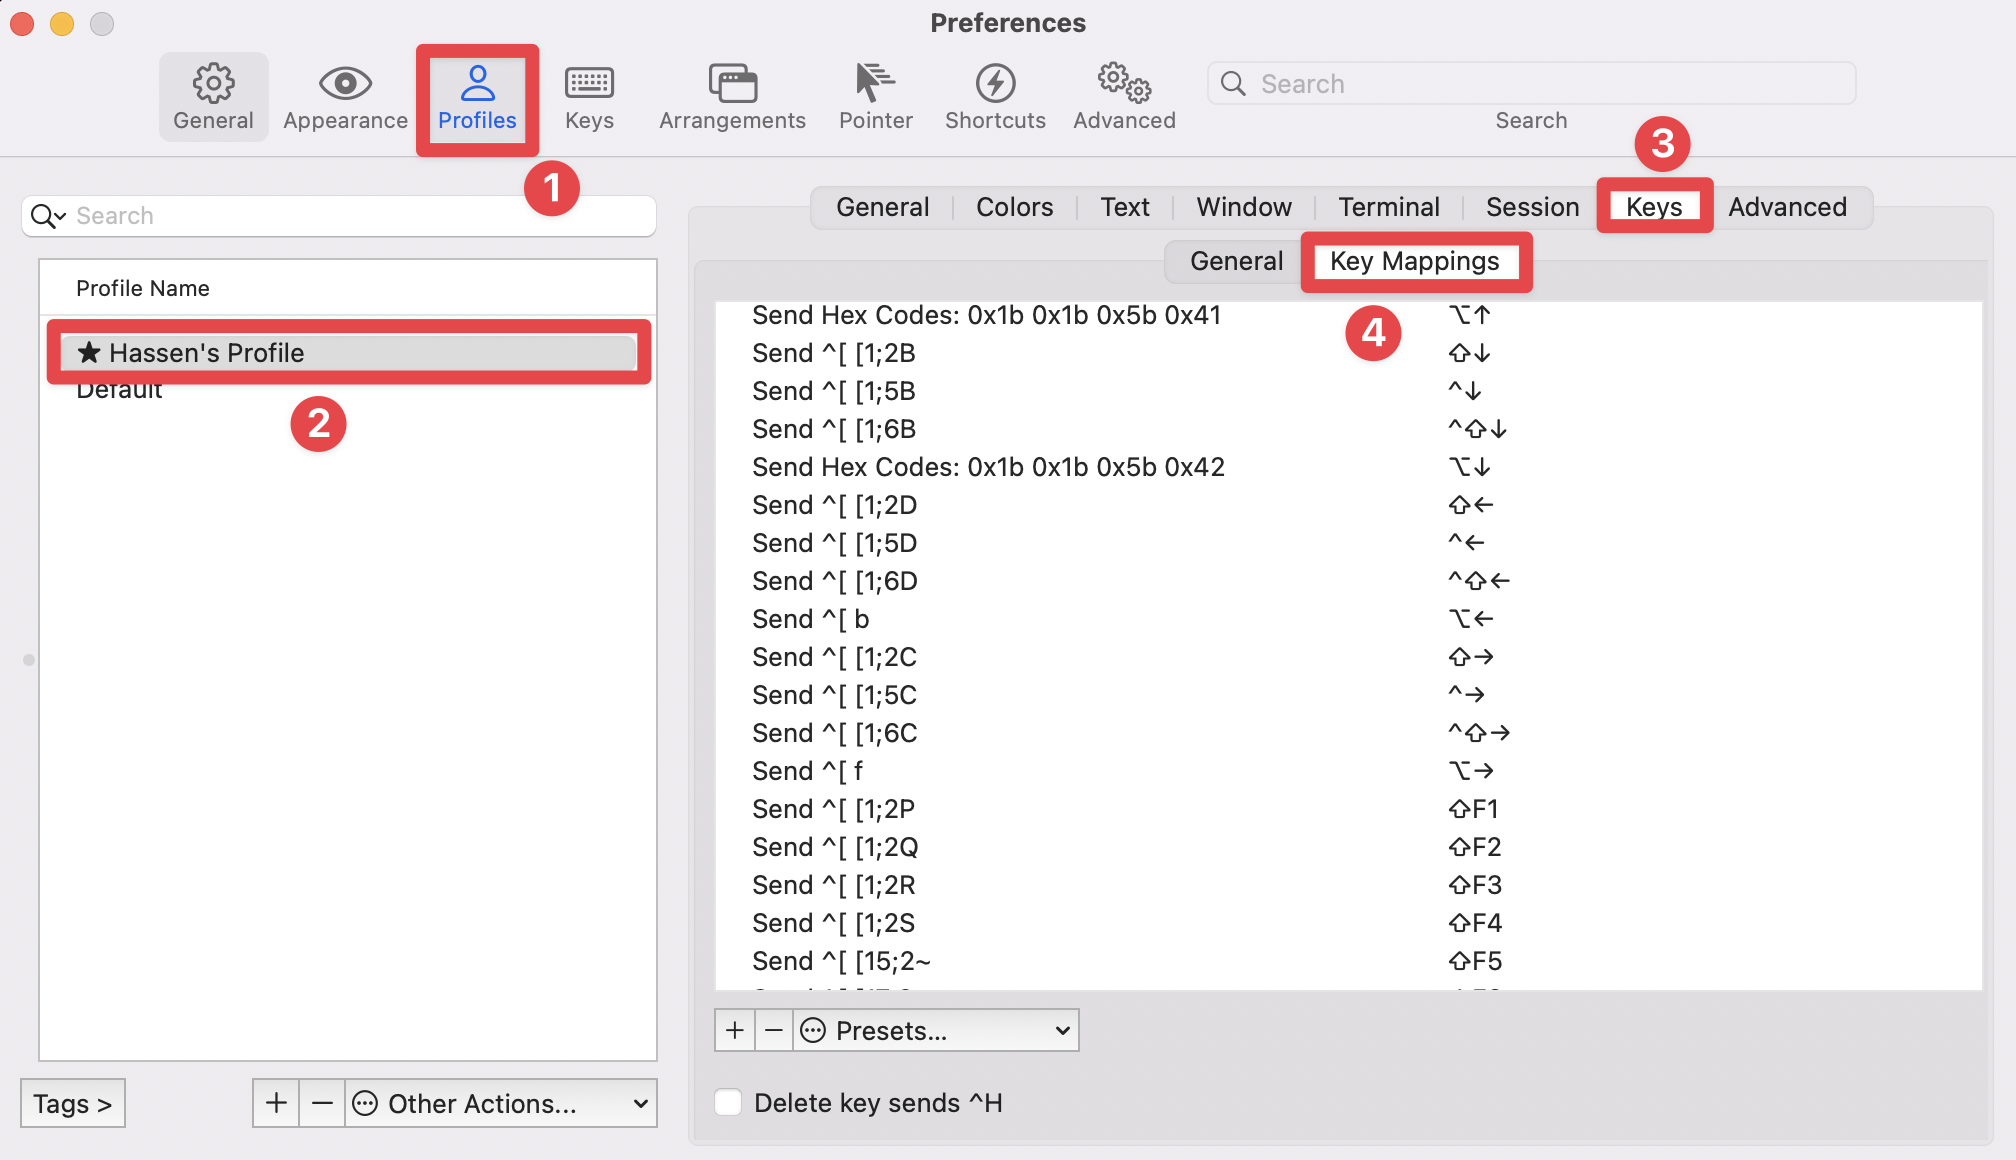 Preferences
General
Appearance
Profiles
Keys
Arrangements
Pointer
Shortcuts
Advanced
Search
Search
1
3
Search
General Colors Text Window Terminal Session Keys Advanced
General Key Mappings
Profile Name
★ Hassen's Profile
Default
2
4
Send Hex Codes: 0x1b 0x1b 0x5b 0x41 ⌥↑
Send ^[ [1;2B ⇧↓
Send ^[ [1;5B ^↓
Send ^[ [1;6B ^⇧↓
Send Hex Codes: 0x1b 0x1b 0x5b 0x42 ⌥↓
Send ^[ [1;2D ⇧←
Send ^[ [1;5D ^←
Send ^[ [1;6D ^⇧←
Send ^[ b ⌥←
Send ^[ [1;2C ⇧→
Send ^[ [1;5C ^→
Send ^[ [1;6C ^⇧→
Send ^[ f ⌥→
Send ^[ [1;2P ⇧F1
Send ^[ [1;2Q ⇧F2
Send ^[ [1;2R ⇧F3
Send ^[ [1;2S ⇧F4
Send ^[ [15;2~ ⇧F5
+ − Presets...
Delete key sends ^H
Tags >
+ − Other Actions...